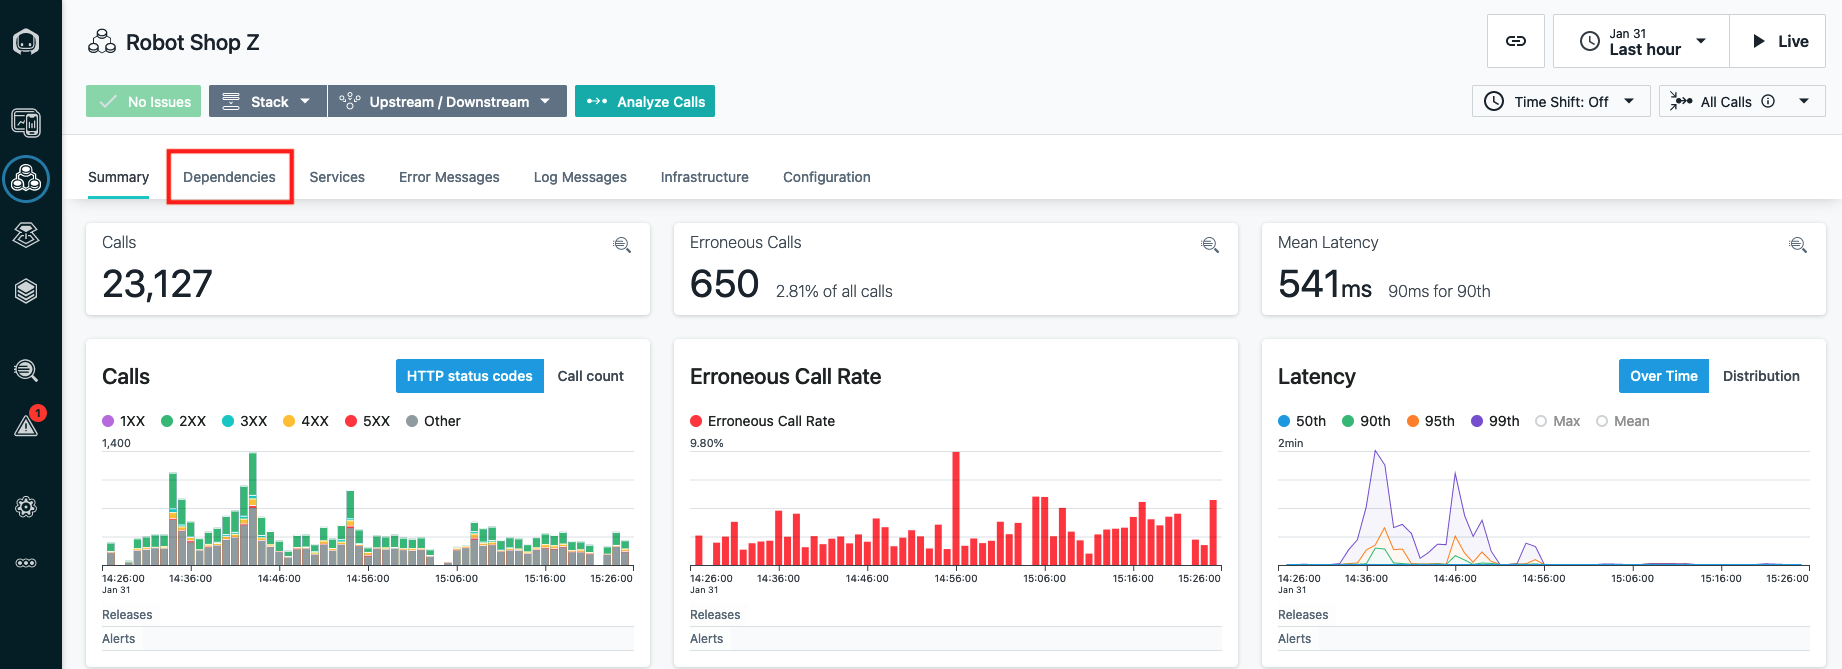 Robot Shop Z
Jan 31
Last hour
Live
No Issues
Stack
Upstream / Downstream
Analyze Calls
Time Shift: Off
All Calls
Summary
Dependencies
Services
Error Messages
Log Messages
Infrastructure
Configuration
1
Calls
23,127
Erroneous Calls
650 2.81% of all calls
Mean Latency
541ms 90ms for 90th
Calls
HTTP status codes
Call count
1XX 2XX 3XX 4XX 5XX Other
1,400
14:26:00 14:36:00 14:46:00 14:56:00 15:06:00 15:16:00 15:26:00
Jan 31
Releases
Alerts
Erroneous Call Rate
Erroneous Call Rate
9.80%
14:26:00 14:36:00 14:46:00 14:56:00 15:06:00 15:16:00 15:26:00
Jan 31
Releases
Alerts
Latency
Over Time
Distribution
50th 90th 95th 99th Max Mean
2min
14:26:00 14:36:00 14:46:00 14:56:00 15:06:00 15:16:00 15:26:00
Jan 31
Releases
Alerts